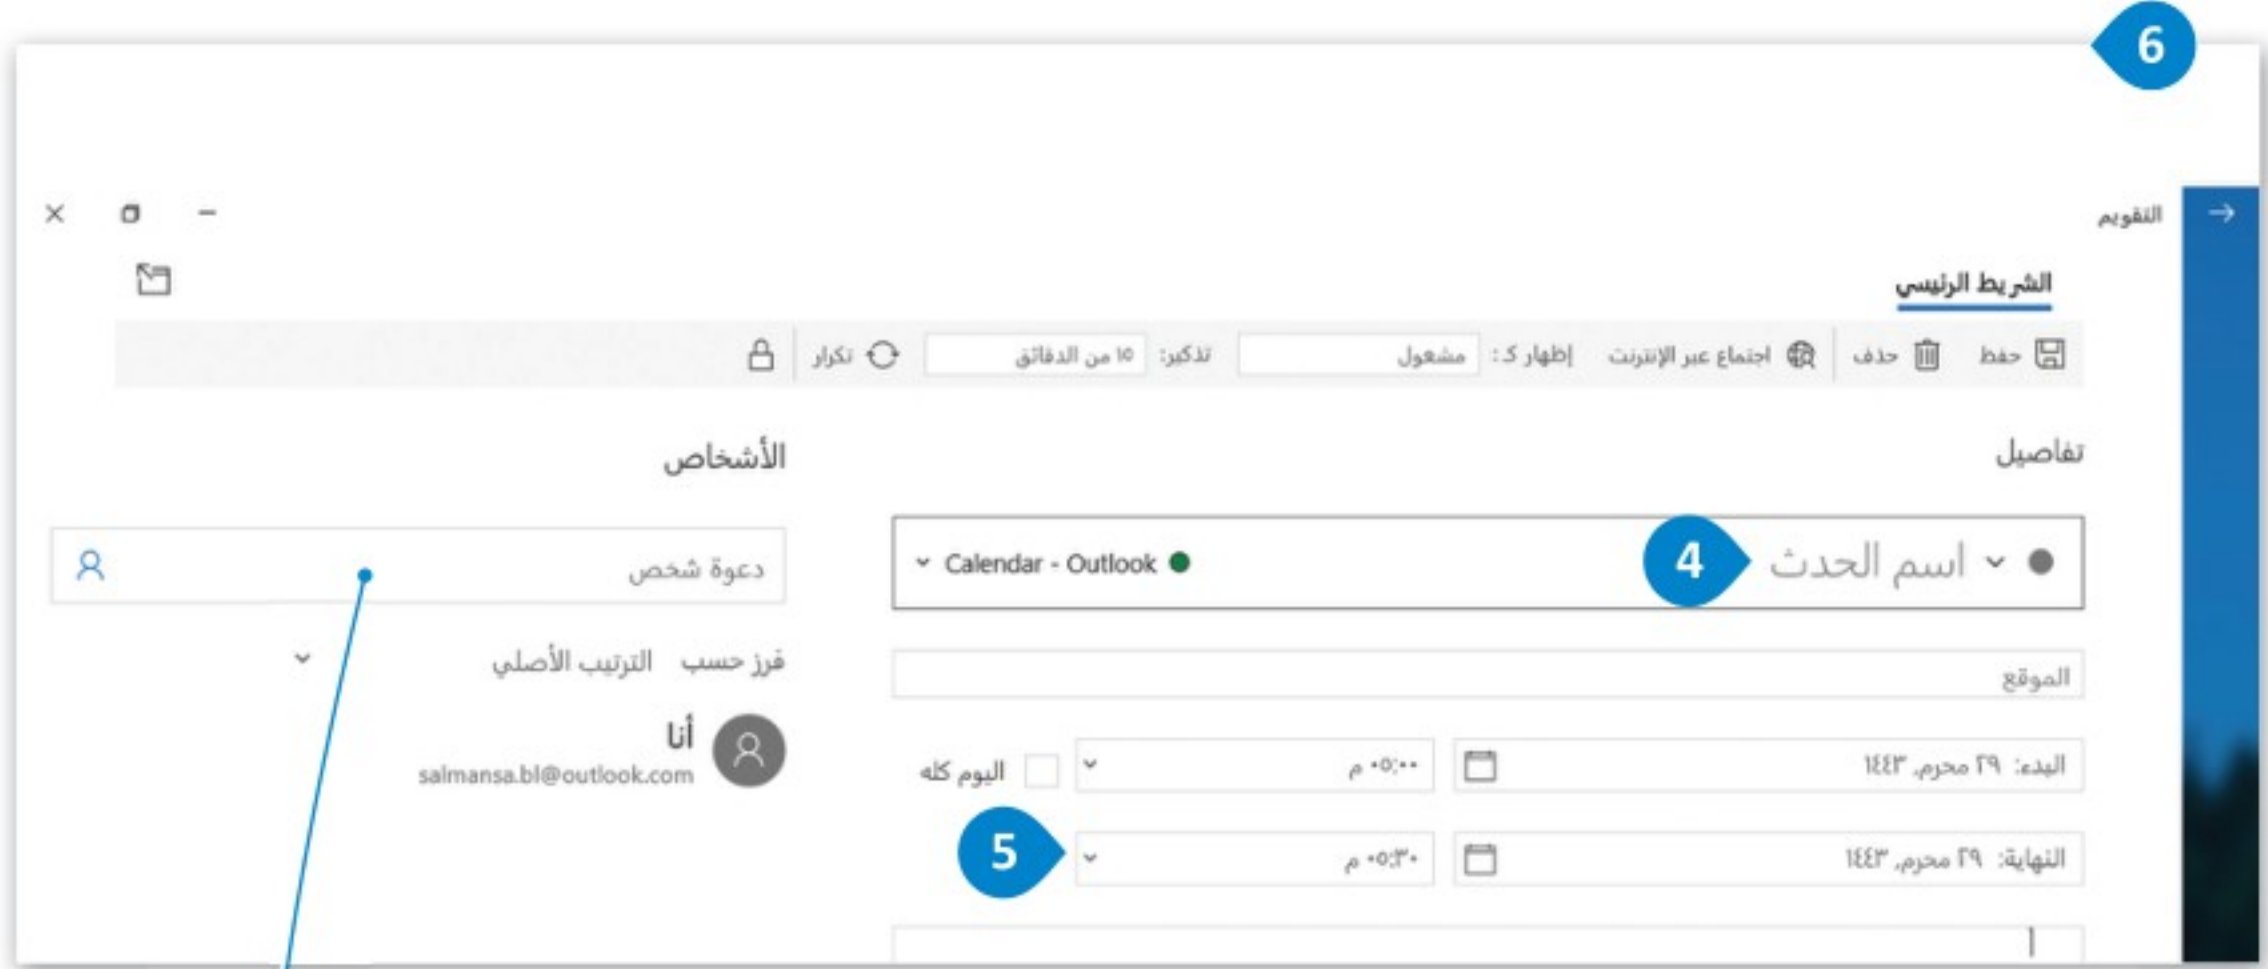 6
التقويم
الشريط الرئيسي
حفظ حذف اجتماع عبر الإنترنت إظهار كـ: مشغول تذكير: ١٥ من الدقائق تكرار
تفاصيل
4 اسم الحدث Calendar - Outlook
الموقع
البدء: ٢٩ محرم, ١٤٤٣ ٠٥:٠٠ م اليوم كله
النهاية: ٢٩ محرم, ١٤٤٣ ٠٥:٣٠ م 5
الأشخاص
دعوة شخص
فرز حسب الترتيب الأصلي
أنا
salmansa.bl@outlook.com